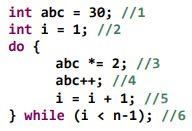 int abc = 30; //1
int i = 1; //2
do {
abc *= 2; //3
abc++; //4
i = i + 1; //5
} while (i < n-1); //6